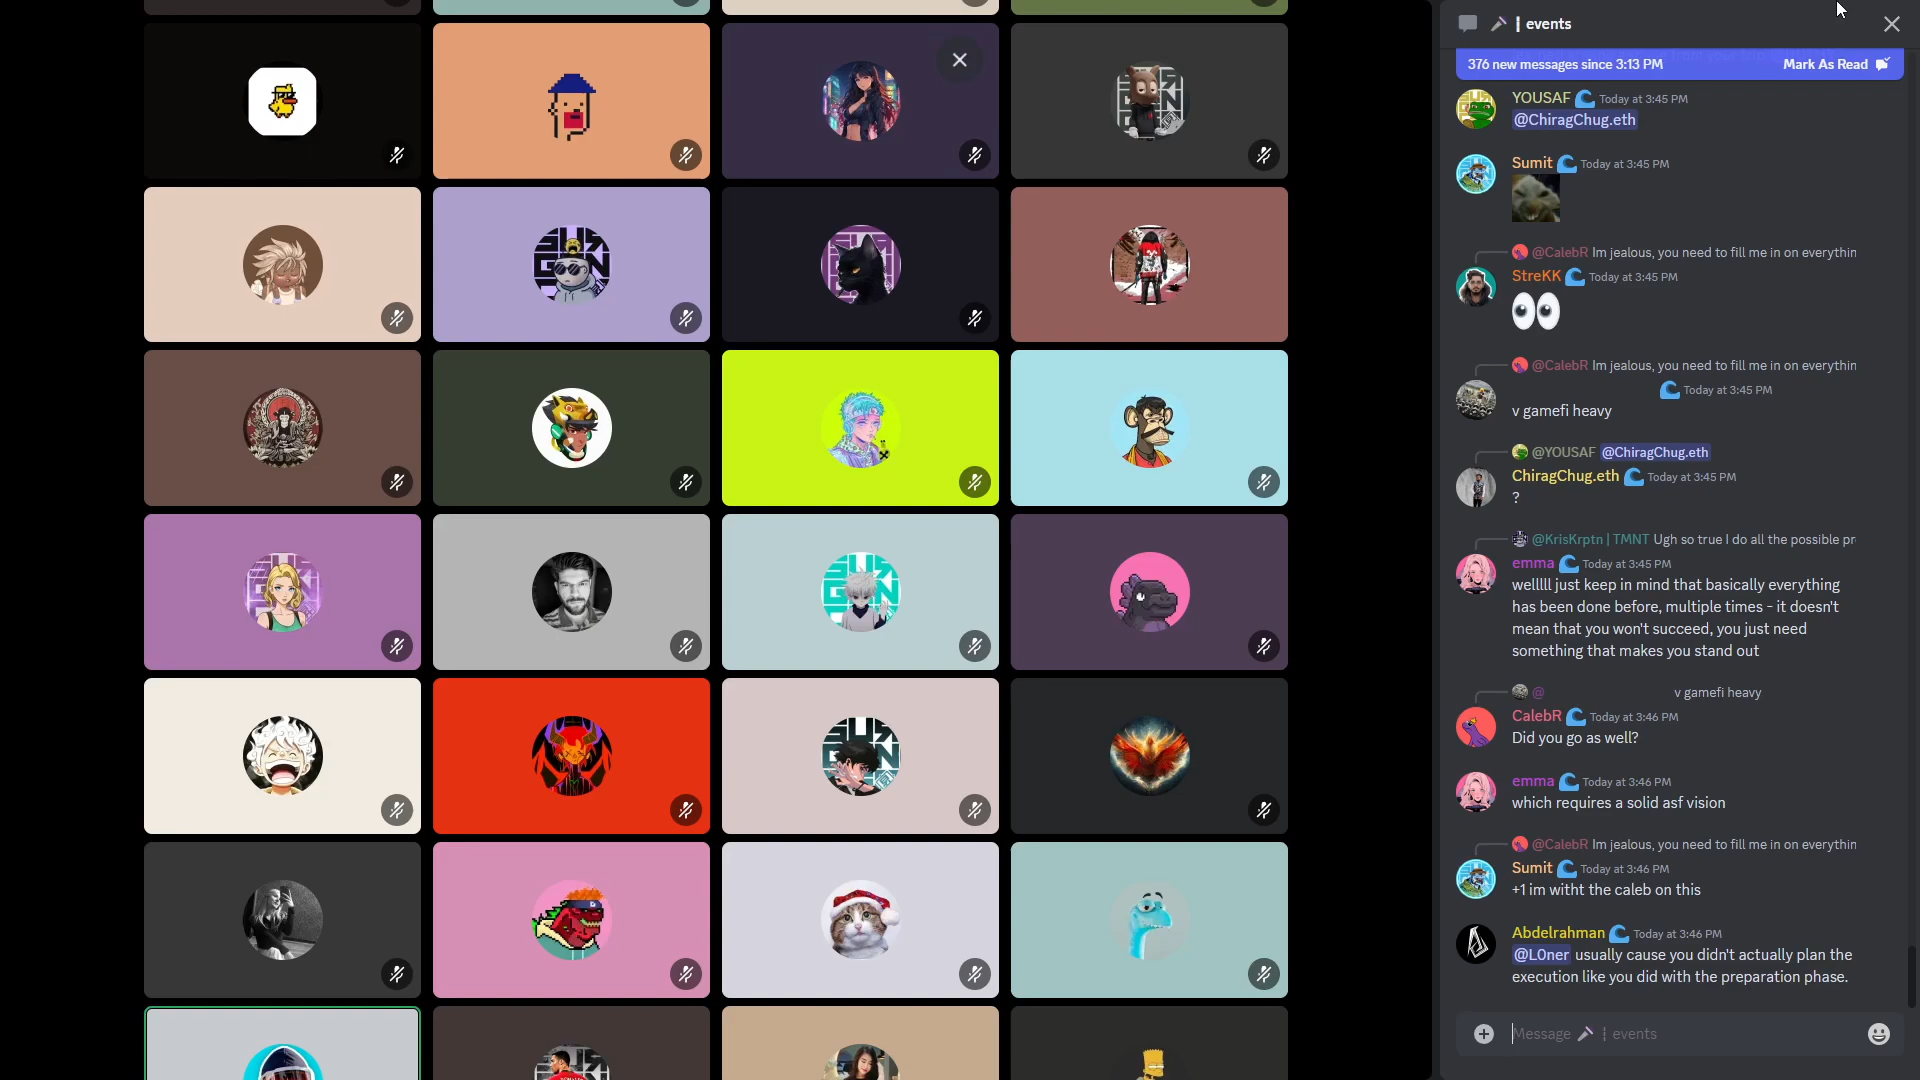 | events
376 new messages since 3:13 PM
Mark As Read
YOUSAF Today at 3:45 PM
@ChiragChug.eth
Sumit Today at 3:45 PM
@CalebR Im jealous, you need to fill me in on everythin
StreKK Today at 3:45 PM
@CalebR Im jealous, you need to fill me in on everythin
Today at 3:45 PM
v gamefi heavy
@YOUSAF @ChiragChug.eth
ChiragChug.eth Today at 3:45 PM
?
@KrisKrptn | TMNT Ugh so true I do all the possible pr
emma Today at 3:45 PM
welllll just keep in mind that basically everything
has been done before, multiple times - it doesn't
mean that you won't succeed, you just need
something that makes you stand out
@ v gamefi heavy
CalebR Today at 3:46 PM
Did you go as well?
emma Today at 3:46 PM
which requires a solid asf vision
@CalebR Im jealous, you need to fill me in on everythin
Sumit Today at 3:46 PM
+1 im witht the caleb on this
Abdelrahman Today at 3:46 PM
@L0ner usually cause you didn't actually plan the
execution like you did with the preparation phase.
Message ¦ events